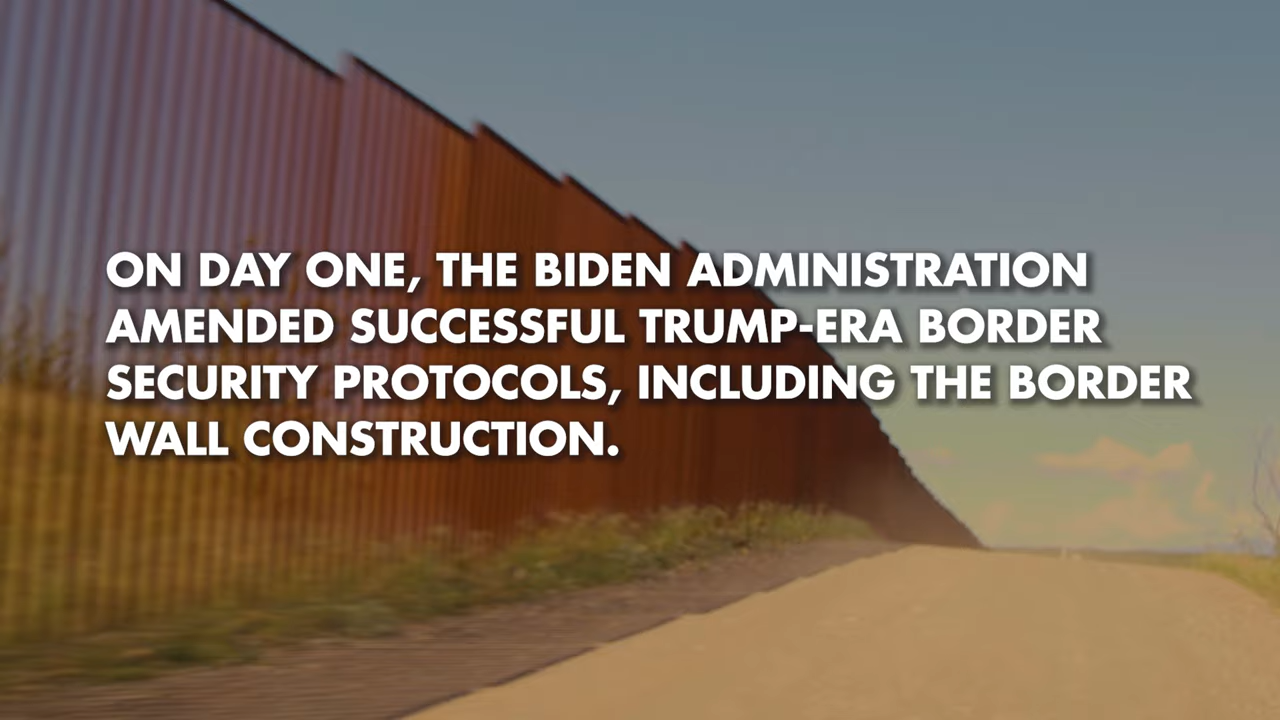 ON DAY ONE, THE BIDEN ADMINISTRATION
AMENDED SUCCESSFUL TRUMP-ERA BORDER
SECURITY PROTOCOLS, INCLUDING THE BORDER
WALL CONSTRUCTION.